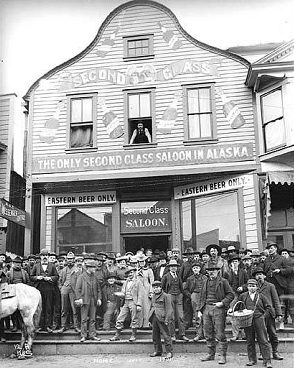 SECOND CLASS
THE ONLY SECOND CLASS SALOON IN ALASKA.
EASTERN BEER ONLY.
EASTERN BEER ONLY.
Second Class
SALOON.